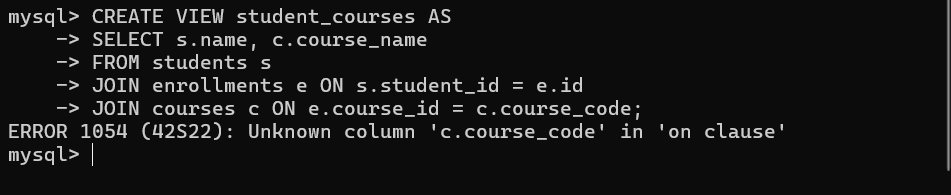 mysql> CREATE VIEW student_courses AS
    -> SELECT s.name, c.course_name
    -> FROM students s
    -> JOIN enrollments e ON s.student_id = e.id
    -> JOIN courses c ON e.course_id = c.course_code;
ERROR 1054 (42S22): Unknown column 'c.course_code' in 'on clause'
mysql>